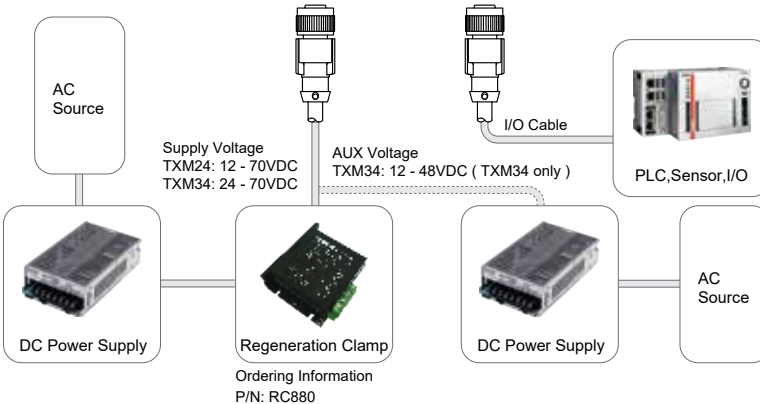 AC
Source
I/O Cable
Supply Voltage
TXM24: 12 - 70VDC
TXM34: 24 - 70VDC
AUX Voltage
TXM34: 12 - 48VDC ( TXM34 only )
PLC,Sensor,I/O
DC Power Supply
Regeneration Clamp
DC Power Supply
AC
Source
Ordering Information
P/N: RC880